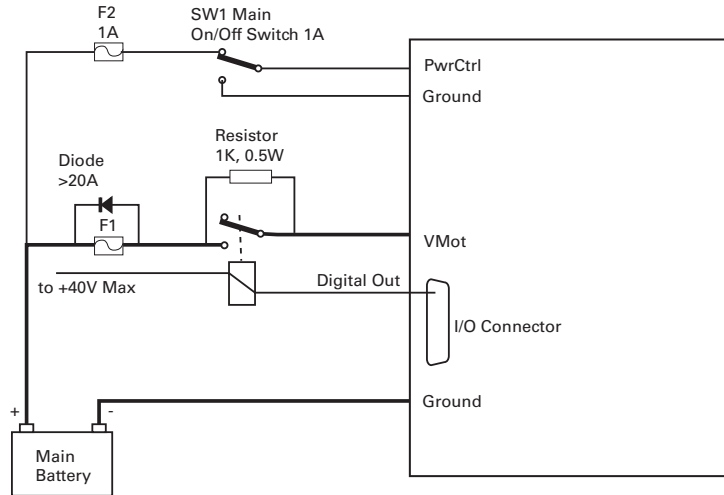 F2
1A
SW1 Main
On/Off Switch 1A
PwrCtrl
Ground
Resistor
1K, 0.5W
Diode
>20A
F1
VMot
to +40V Max
Digital Out
I/O Connector
Ground
+
-
Main
Battery